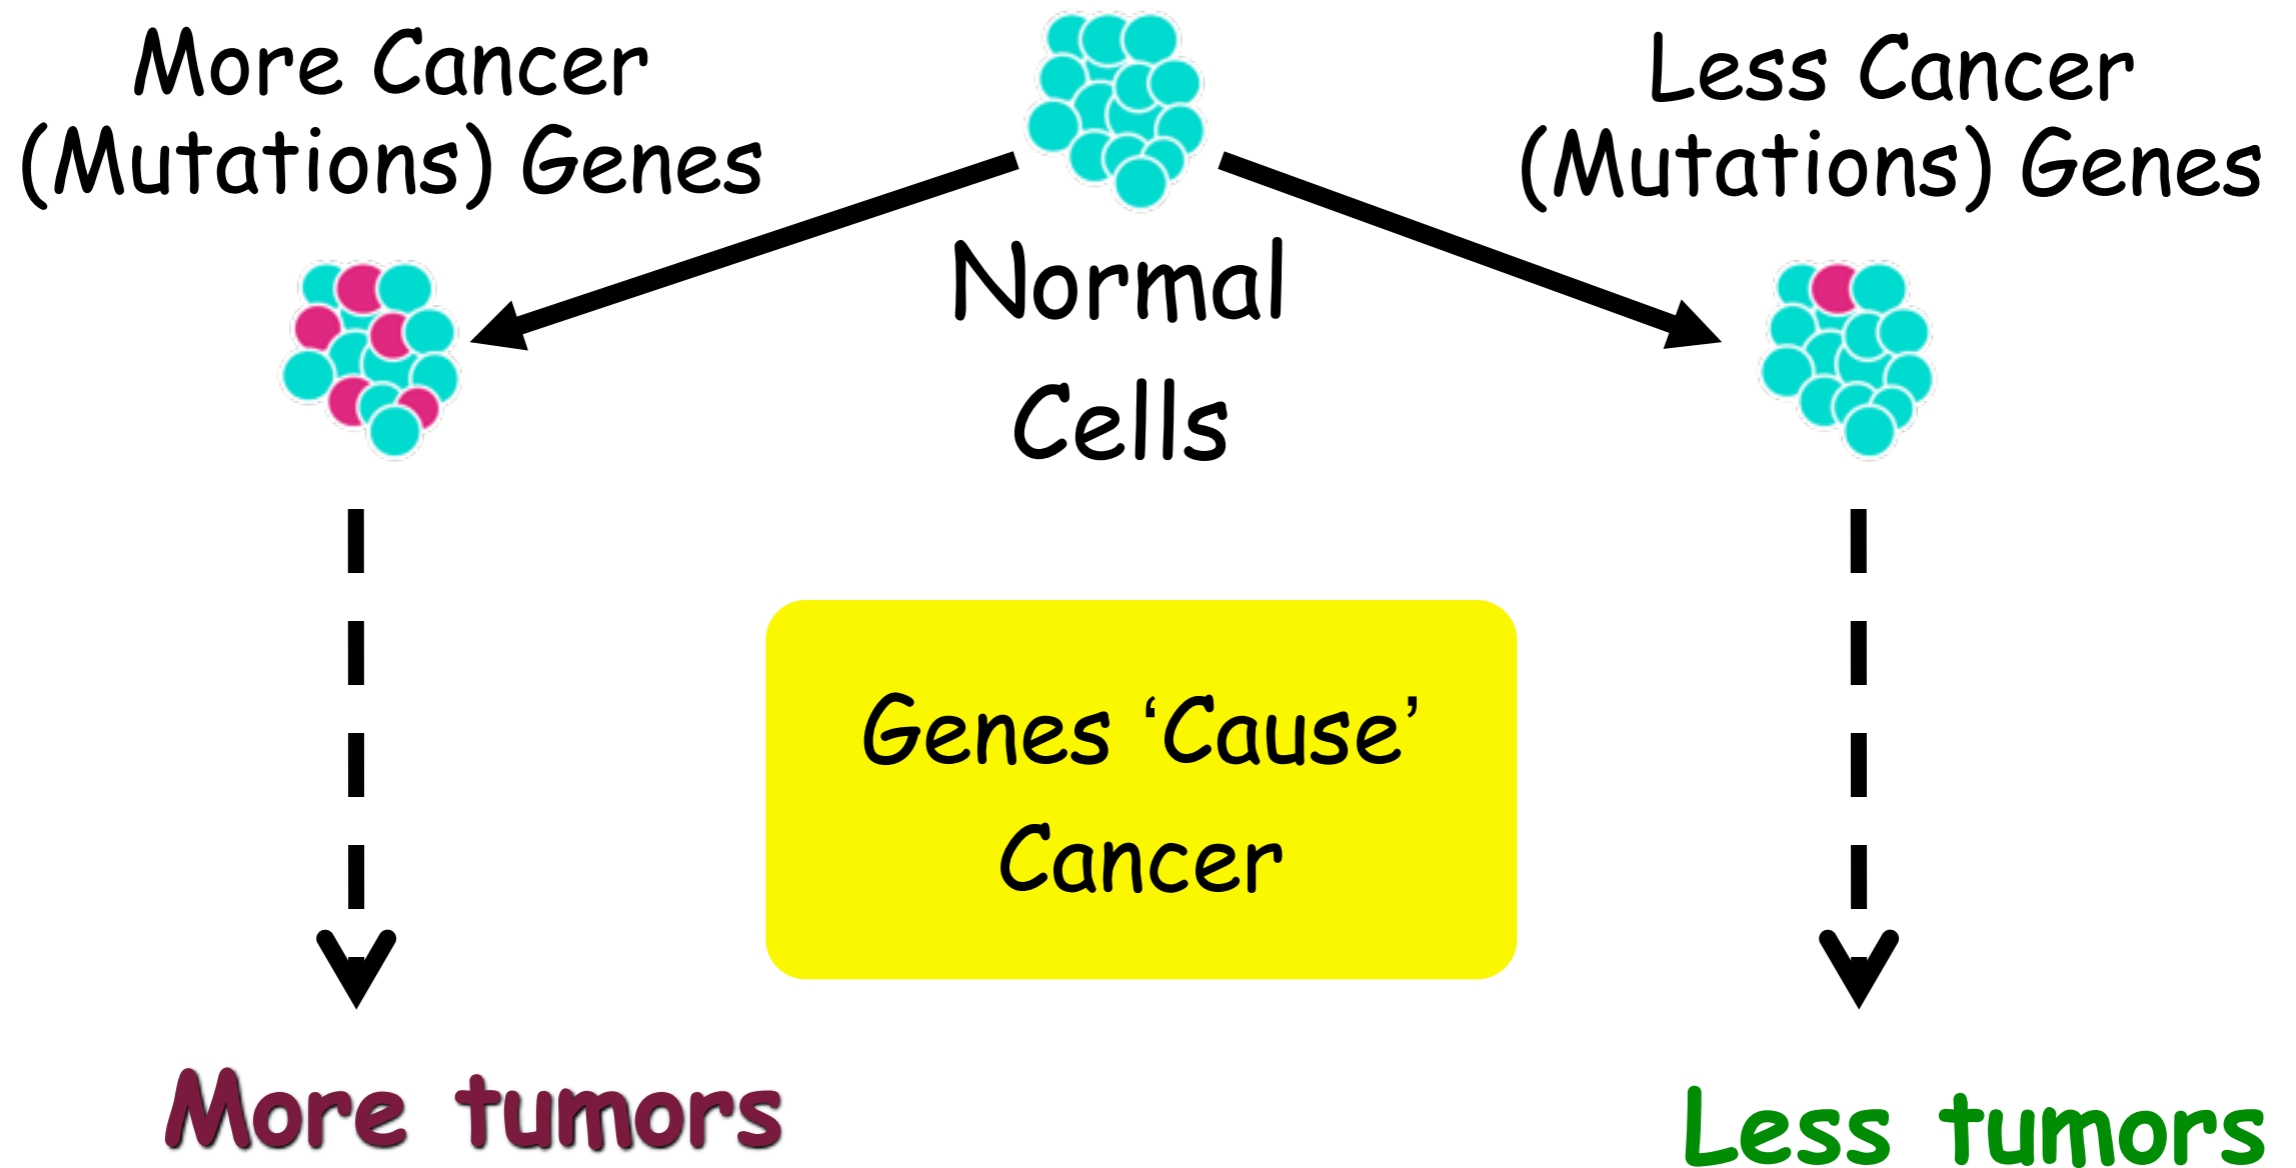 More Cancer
(Mutations) Genes
Normal
Cells
Less Cancer
(Mutations) Genes
Genes ‘Cause’
Cancer
More tumors
Less tumors